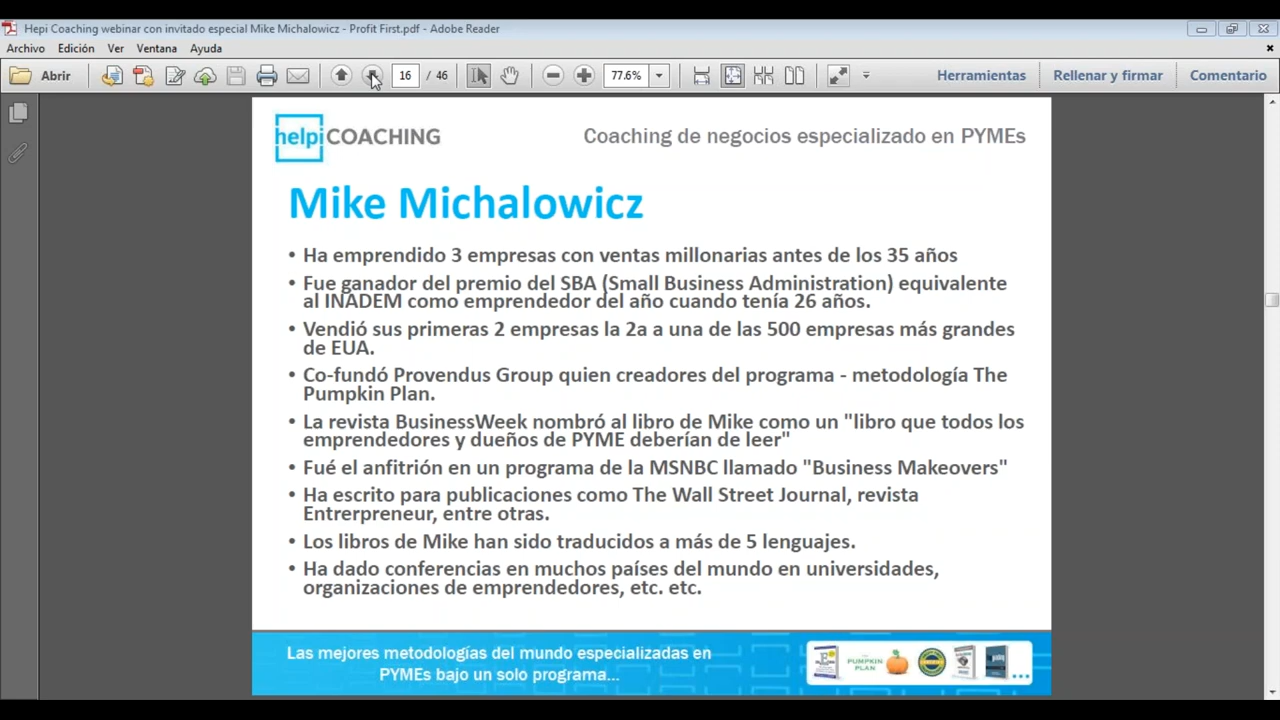 Hepi Coaching webinar con invitado especial Mike Michalowicz - Profit First.pdf - Adobe Reader
Archivo Edición Ver Ventana Ayuda
Abrir 16 / 46 77.6% Herramientas Rellenar y firmar Comentario
helpi COACHING
Coaching de negocios especializado en PYMEs
Mike Michalowicz
• Ha emprendido 3 empresas con ventas millonarias antes de los 35 años
• Fue ganador del premio del SBA (Small Business Administration) equivalente
al INADEM como emprendedor del año cuando tenía 26 años.
• Vendió sus primeras 2 empresas la 2a a una de las 500 empresas más grandes
de EUA.
• Co-fundó Provendus Group quien creadores del programa - metodología The
Pumpkin Plan.
• La revista BusinessWeek nombró al libro de Mike como un "libro que todos los
emprendedores y dueños de PYME deberían de leer"
• Fué el anfitrión en un programa de la MSNBC llamado "Business Makeovers"
• Ha escrito para publicaciones como The Wall Street Journal, revista
Entrerpreneur, entre otras.
• Los libros de Mike han sido traducidos a más de 5 lenguajes.
• Ha dado conferencias en muchos países del mundo en universidades,
organizaciones de emprendedores, etc. etc.
Las mejores metodologías del mundo especializadas en
PYMEs bajo un solo programa...
PUMPKIN
PLAN
...